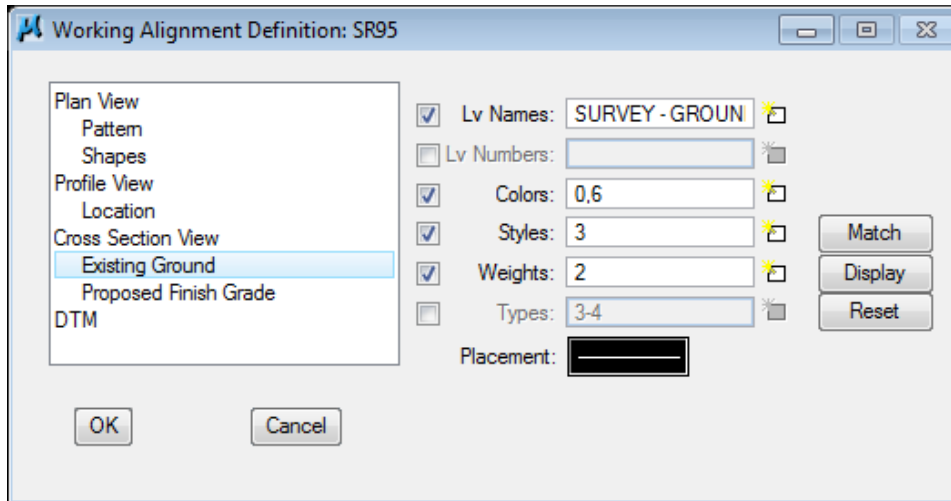 Working Alignment Definition: SR95
Plan View
Pattern
Shapes
Profile View
Location
Cross Section View
Existing Ground
Proposed Finish Grade
DTM
Lv Names: SURVEY - GROUN
Lv Numbers:
Colors: 0,6
Styles: 3
Weights: 2
Types: 3-4
Placement:
Match
Display
Reset
OK
Cancel